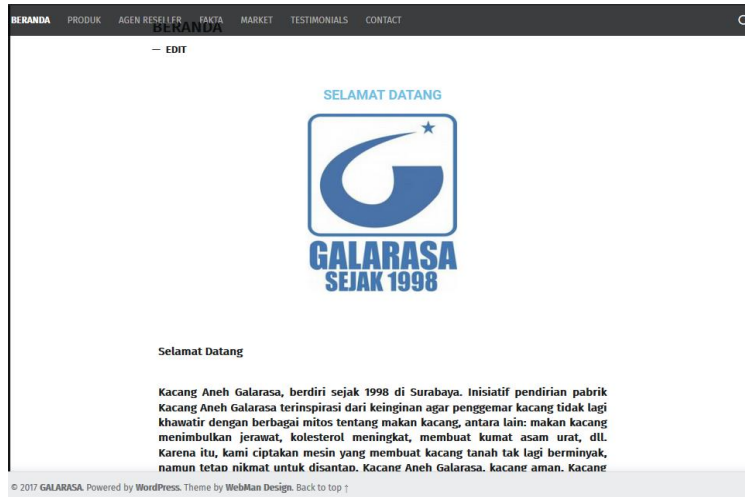 BERANDA PRODUK AGEN RESELLER FAKTA MARKET TESTIMONIALS CONTACT
BERANDA
— EDIT
SELAMAT DATANG
GALARASA
SEJAK 1998
Selamat Datang
Kacang Aneh Galarasa, berdiri sejak 1998 di Surabaya. Inisiatif pendirian pabrik
Kacang Aneh Galarasa terinspirasi dari keinginan agar penggemar kacang tidak lagi
khawatir dengan berbagai mitos tentang makan kacang, antara lain: makan kacang
menimbulkan jerawat, kolesterol meningkat, membuat kumat asam urat, dll.
Karena itu, kami ciptakan mesin yang membuat kacang tanah tak lagi berminyak,
namun tetap nikmat untuk disantap. Kacang Aneh Galarasa, kacang aman. Kacang
© 2017 GALARASA. Powered by WordPress. Theme by WebMan Design. Back to top ↑